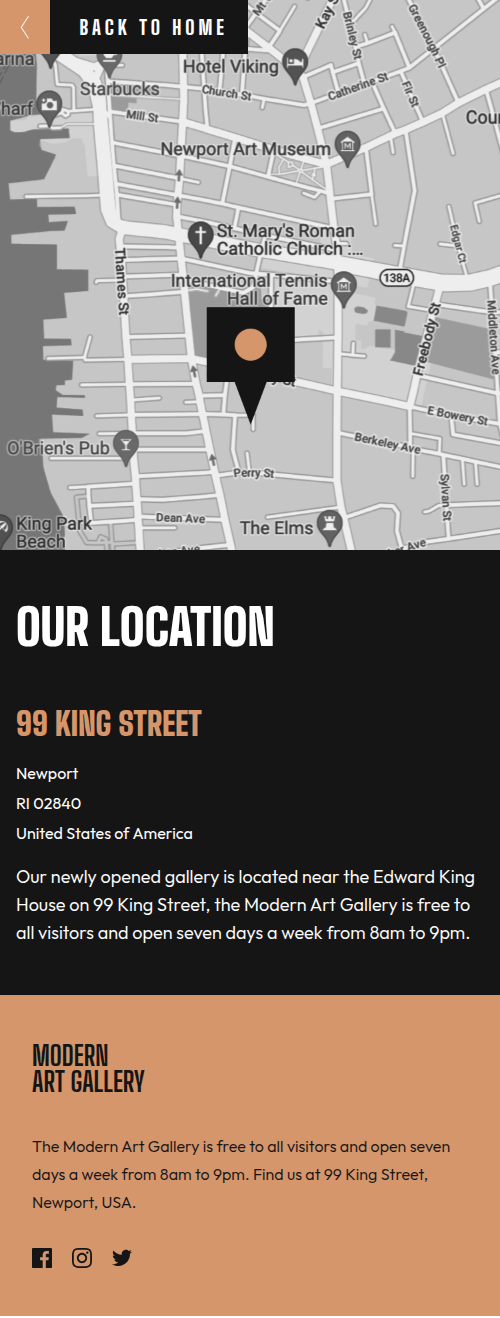 BACK TO HOME
Kay S
Brinley St
Greenough Pl
Hotel Viking
Starbucks
Church St
Catherine St
Fir St
Mill St
Newport Art Museum
St. Mary's Roman
Catholic Church :...
Edgar Ct
Thames St
International Tennis
Hall of Fame
138A
Freebody St
Middleton Ave
E Bowery St
Berkeley Ave
O'Brien's Pub
Perry St
Sylvan St
Dean Ave
The Elms
King Park
Beach
OUR LOCATION
99 KING STREET
Newport
RI 02840
United States of America
Our newly opened gallery is located near the Edward King
House on 99 King Street, the Modern Art Gallery is free to
all visitors and open seven days a week from 8am to 9pm.
MODERN
ART GALLERY
The Modern Art Gallery is free to all visitors and open seven
days a week from 8am to 9pm. Find us at 99 King Street,
Newport, USA.